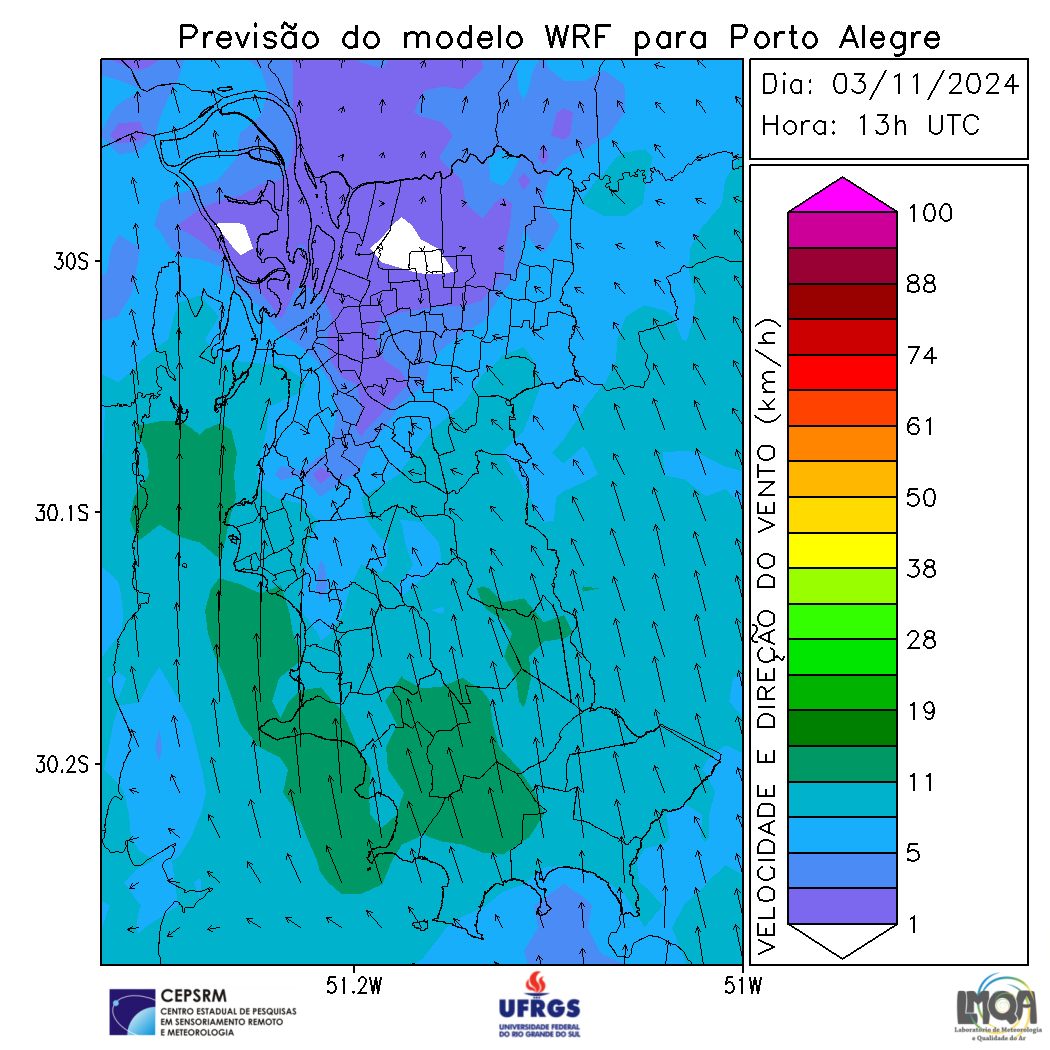 Previsão do modelo WRF para Porto Alegre
Dia: 03/11/2024
Hora: 13h UTC
30S
30.1S
30.2S
51.2W
51W
VELOCIDADE E DIREÇÃO DO VENTO (km/h)
100
88
74
61
50
38
28
19
11
5
1
CEPSRM
CENTRO ESTADUAL DE PESQUISAS
EM SENSORIAMENTO REMOTO
E METEOROLOGIA
UFRGS
UNIVERSIDADE FEDERAL
DO RIO GRANDE DO SUL
LMQA
Laboratório de Meteorologia
e Qualidade do Ar